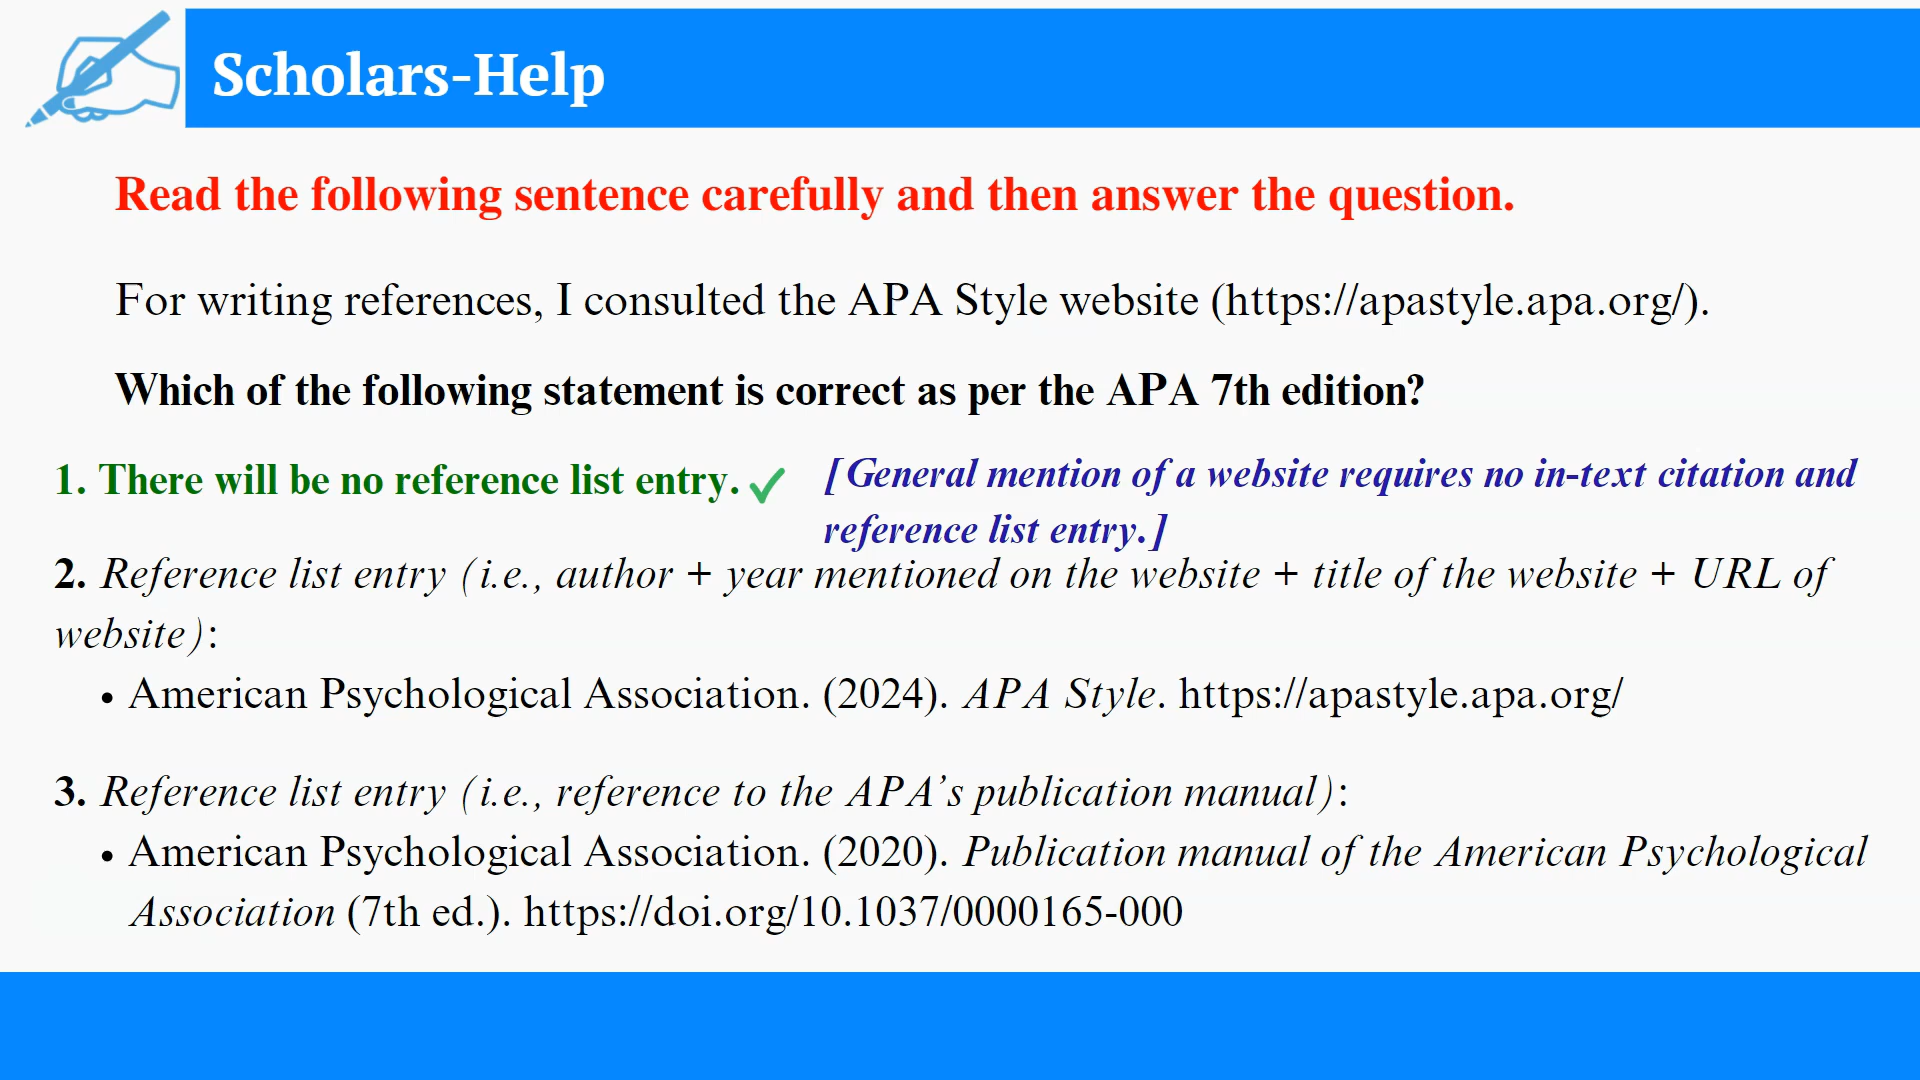 Scholars-Help
Read the following sentence carefully and then answer the question.
For writing references, I consulted the APA Style website (https://apastyle.apa.org/).
Which of the following statement is correct as per the APA 7th edition?
1. There will be no reference list entry.
[General mention of a website requires no in-text citation and
reference list entry.]
2. Reference list entry (i.e., author + year mentioned on the website + title of the website + URL of
website):
• American Psychological Association. (2024). APA Style. https://apastyle.apa.org/
3. Reference list entry (i.e., reference to the APA’s publication manual):
• American Psychological Association. (2020). Publication manual of the American Psychological
Association (7th ed.). https://doi.org/10.1037/0000165-000